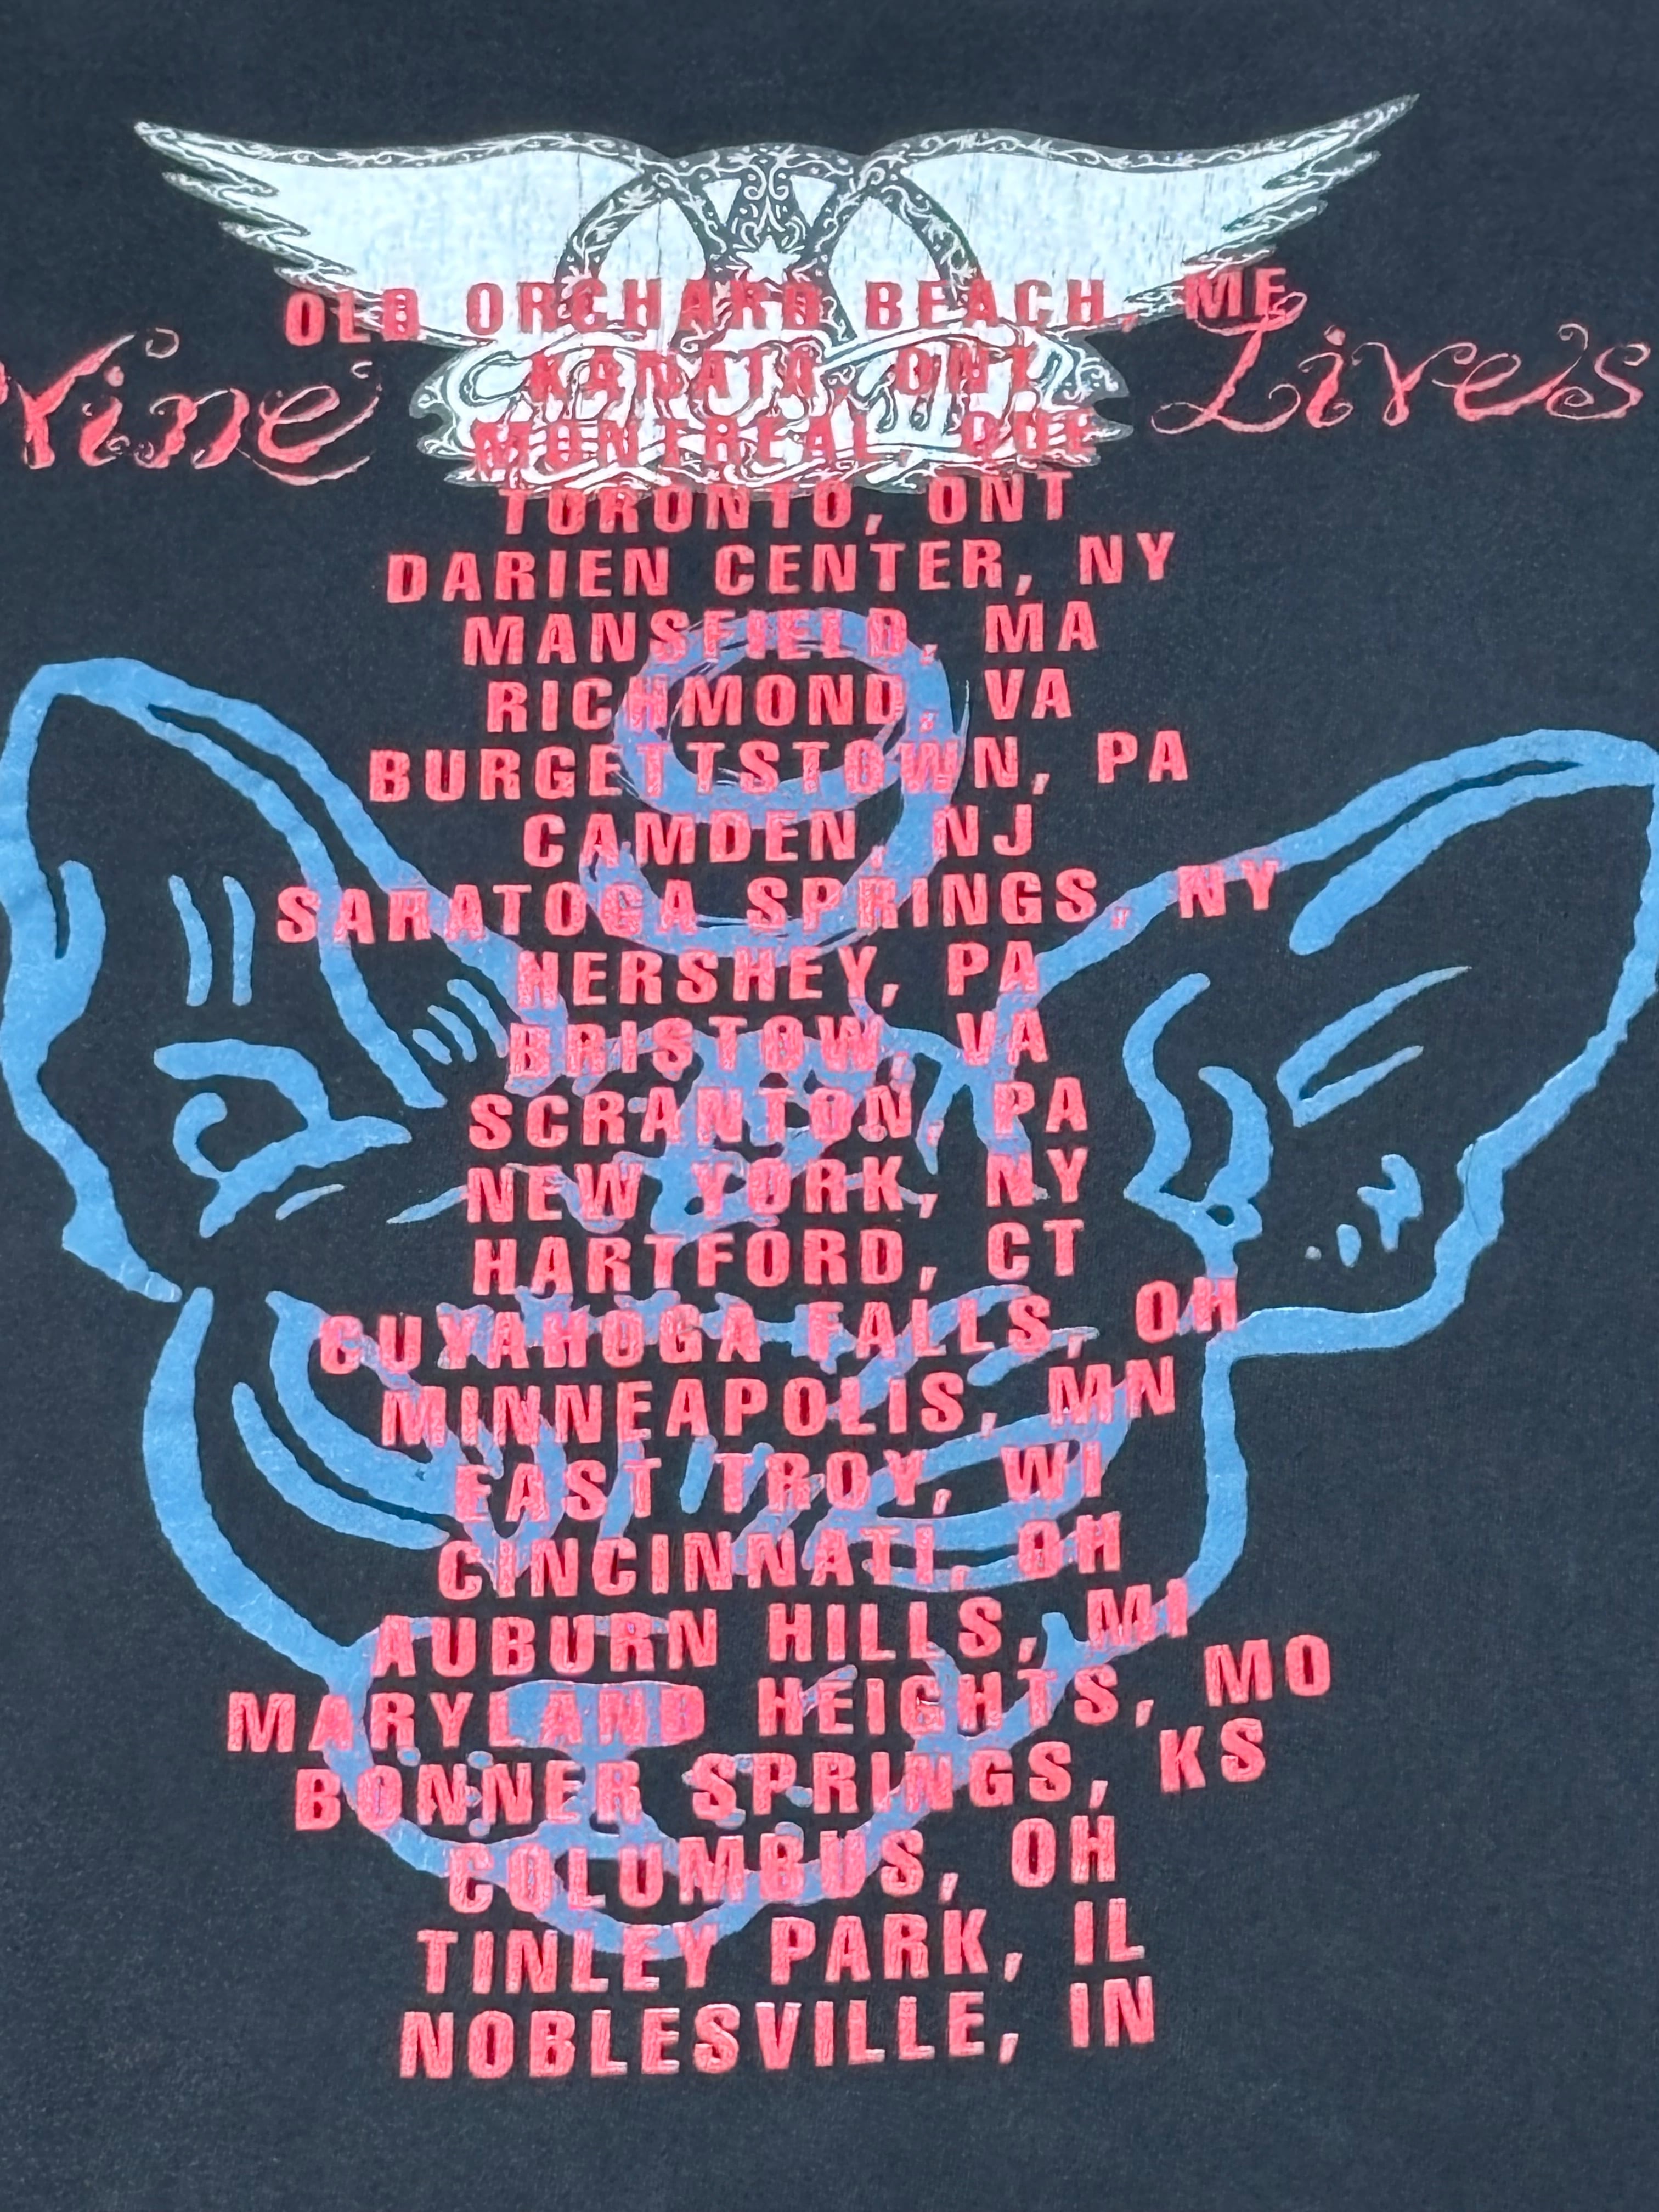 OLD ORCHARD BEACH, ME
Nine Lives
KANATA, ONT
MONTREAL, QUE
TORONTO, ONT
DARIEN CENTER, NY
MANSFIELD, MA
RICHMOND, VA
BURGETTSTOWN, PA
CAMDEN, NJ
SARATOGA SPRINGS, NY
HERSHEY, PA
BRISTOW, VA
SCRANTON, PA
NEW YORK, NY
HARTFORD, CT
CUYAHOGA FALLS, OH
MINNEAPOLIS, MN
EAST TROY, WI
CINCINNATI, OH
AUBURN HILLS, MI
MARYLAND HEIGHTS, MO
BONNER SPRINGS, KS
COLUMBUS, OH
TINLEY PARK, IL
NOBLESVILLE, IN